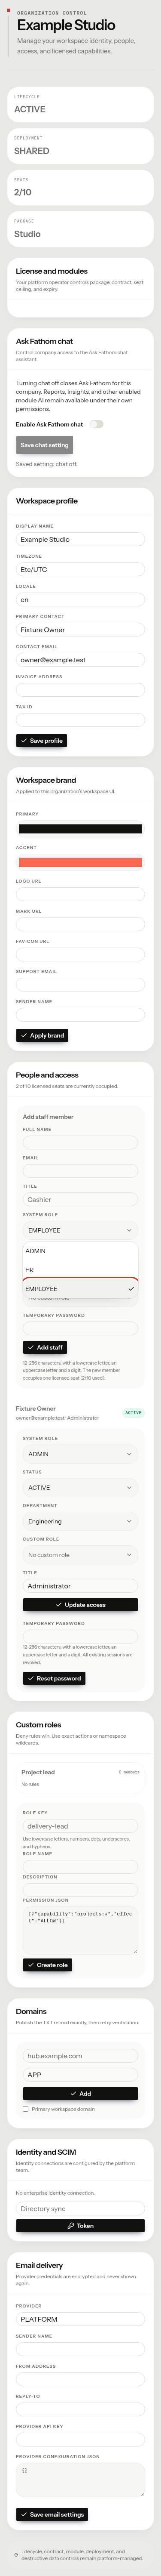 ORGANIZATION CONTROL
Example Studio
Manage your workspace identity, people,
access, and licensed capabilities.
LIFECYCLE
ACTIVE
DEPLOYMENT
SHARED
SEATS
2/10
PACKAGE
Studio
License and modules
Your platform operator controls package, contract, seat
ceiling, and expiry.
Ask Fathom chat
Control company access to the Ask Fathom chat
assistant.
Turning chat off closes Ask Fathom for this
company. Reports, Insights, and other enabled
module AI remain available under their own
permissions.
Enable Ask Fathom chat
Save chat setting
Saved setting: chat off.
Workspace profile
DISPLAY NAME
Example Studio
TIMEZONE
Etc/UTC
LOCALE
en
PRIMARY CONTACT
Fixture Owner
CONTACT EMAIL
owner@example.test
INVOICE ADDRESS
TAX ID
Save profile
Workspace brand
Applied to this organization's workspace UI.
PRIMARY
ACCENT
LOGO URL
MARK URL
FAVICON URL
SUPPORT EMAIL
SENDER NAME
Apply brand
People and access
2 of 10 licensed seats are currently occupied.
Add staff member
FULL NAME
EMAIL
TITLE
Cashier
SYSTEM ROLE
EMPLOYEE
ADMIN
HR
EMPLOYEE
TEMPORARY PASSWORD
Add staff
12-256 characters, with a lowercase letter, an
uppercase letter and a digit. The new member
occupies one licensed seat (2/10 used).
Fixture Owner
owner@example.test · Administrator
ACTIVE
SYSTEM ROLE
ADMIN
STATUS
ACTIVE
DEPARTMENT
Engineering
CUSTOM ROLE
No custom role
TITLE
Administrator
Update access
TEMPORARY PASSWORD
12-256 characters, with a lowercase letter, an
uppercase letter and a digit. All existing sessions are
revoked.
Reset password
Custom roles
Deny rules win. Use exact actions or namespace
wildcards.
Project lead
0 members
No rules
ROLE KEY
delivery-lead
Use lowercase letters, numbers, dots, underscores,
and hyphens.
ROLE NAME
DESCRIPTION
PERMISSION JSON
[{"capability":"projects:*","effec
t":"ALLOW"}]
Create role
Domains
Publish the TXT record exactly, then retry verification.
hub.example.com
APP
Add
Primary workspace domain
Identity and SCIM
Identity connections are configured by the platform
team.
No enterprise identity connection.
Directory sync
Token
Email delivery
Provider credentials are encrypted and never shown
again.
PROVIDER
PLATFORM
SENDER NAME
FROM ADDRESS
REPLY-TO
PROVIDER API KEY
PROVIDER CONFIGURATION JSON
{}
Save email settings
Lifecycle, contract, module, deployment, and
destructive data controls remain platform-managed.